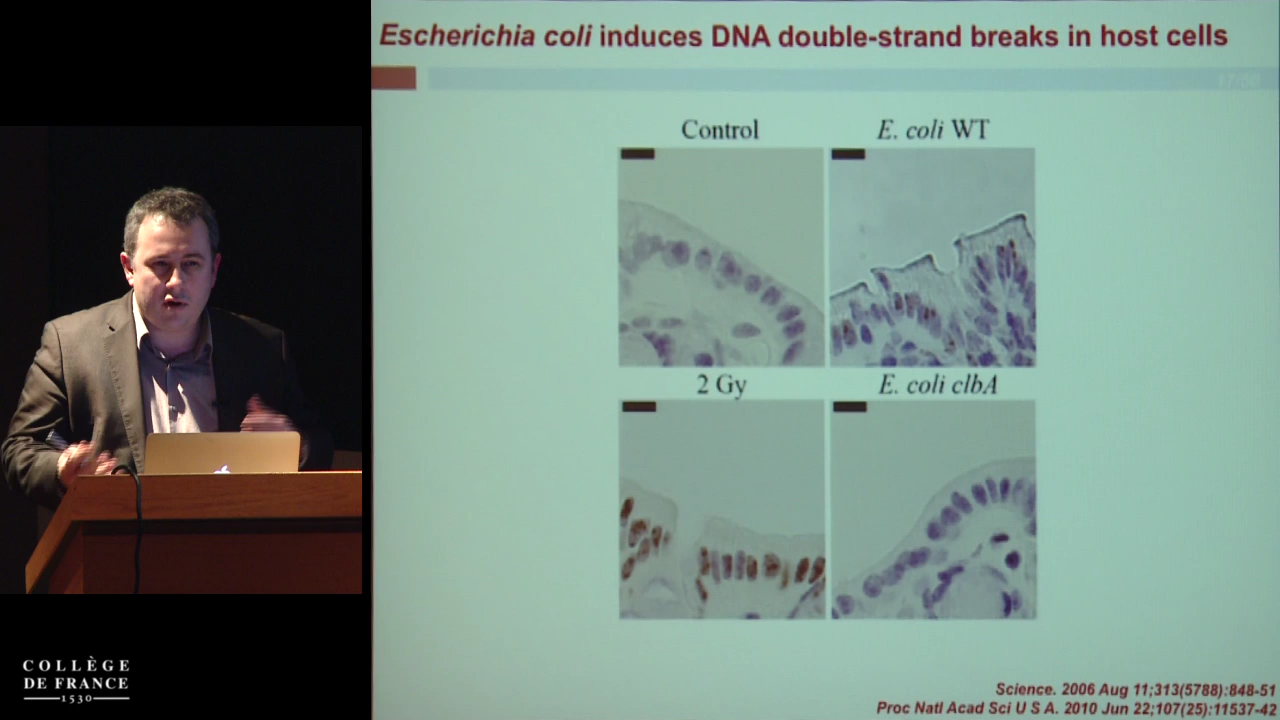 Escherichia coli induces DNA double-strand breaks in host cells
Control
E. coli WT
2 Gy
E. coli clbA
Science. 2006 Aug 11;313(5788):848-51
Proc Natl Acad Sci U S A. 2010 Jun 22;107(25):11537-42
COLLÈGE
DE FRANCE
1530